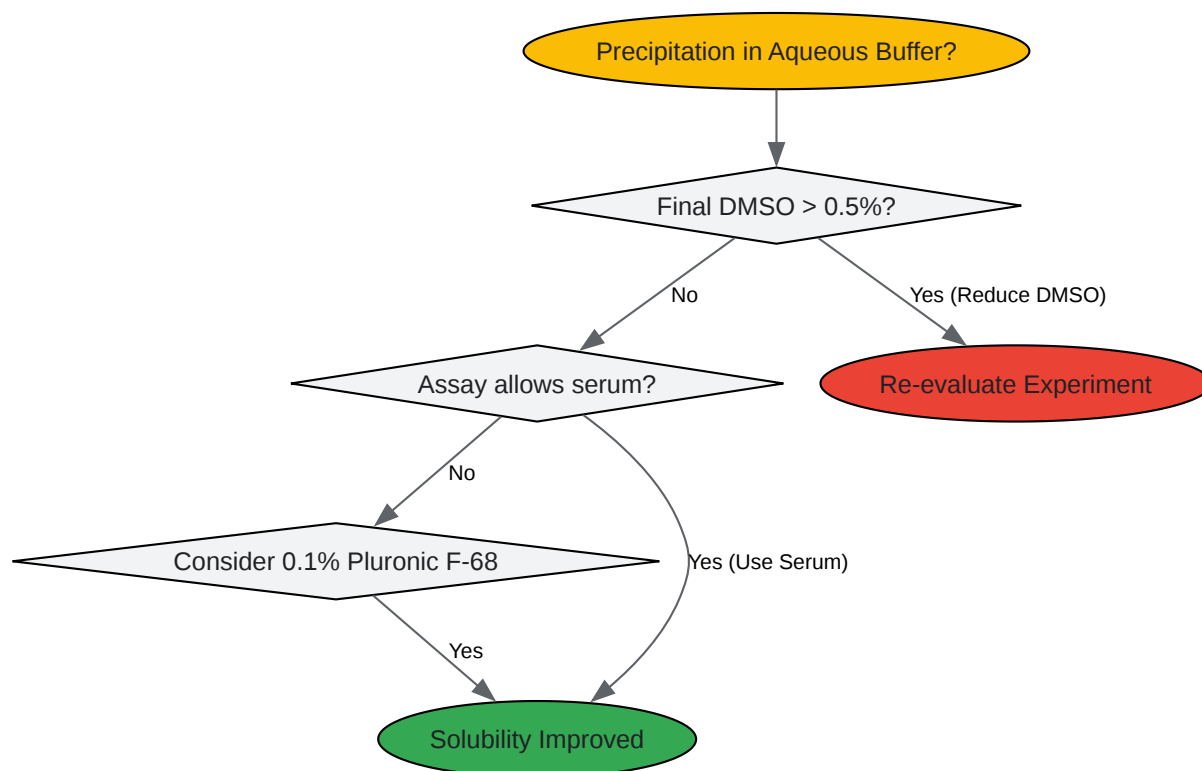 Precipitation in Aqueous Buffer?
Final DMSO > 0.5%?
No
Yes (Reduce DMSO)
Assay allows serum?
Re-evaluate Experiment
No
Consider 0.1% Pluronic F-68
Yes (Use Serum)
Yes
Solubility Improved